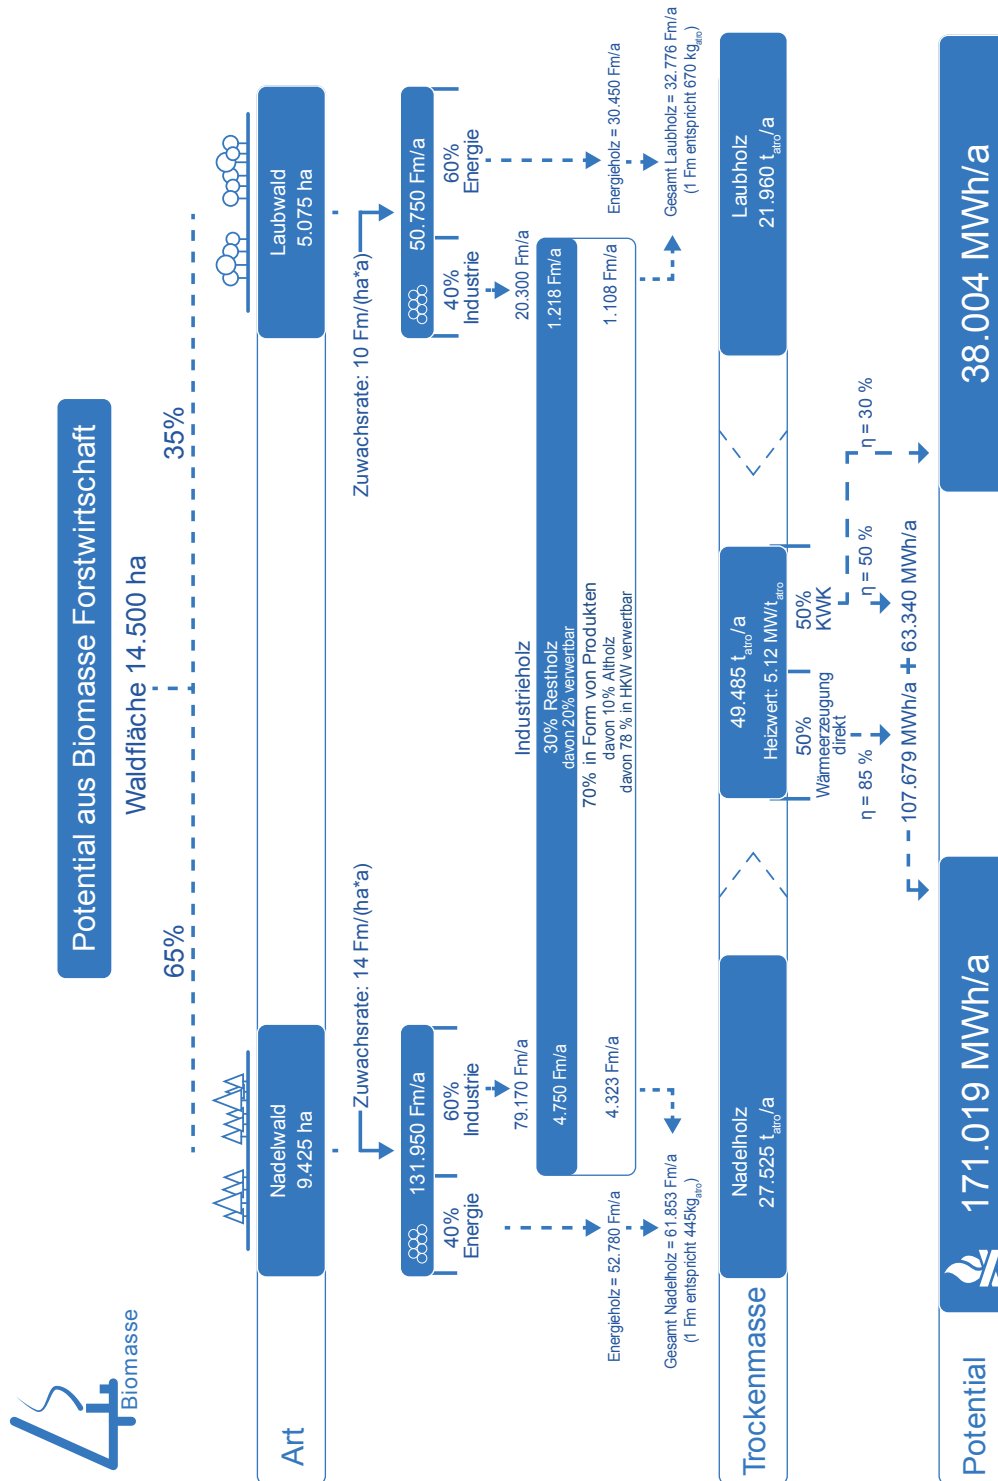 Biomasse
Potential aus Biomasse Forstwirtschaft
Waldfläche 14.500 ha
65%
35%
Art
Nadelwald
9.425 ha
Laubwald
5.075 ha
Zuwachsrate: 14 Fm/(ha*a)
Zuwachsrate: 10 Fm/(ha*a)
131.950 Fm/a
50.750 Fm/a
40%
Energie
60%
Industrie
40%
Industrie
60%
Energie
79.170 Fm/a
Industrieholz
20.300 Fm/a
4.750 Fm/a
30% Restholz
davon 20% verwertbar
1.218 Fm/a
4.323 Fm/a
70% in Form von Produkten
davon 10% Altholz
davon 78 % in HKW verwertbar
1.108 Fm/a
Energieholz = 52.780 Fm/a
Energieholz = 30.450 Fm/a
Gesamt Nadelholz = 61.853 Fm/a
(1 Fm entspricht 445kgatro)
Gesamt Laubholz = 32.776 Fm/a
(1 Fm entspricht 670 kgatro)
Trockenmasse
Nadelholz
27.525 tatro/a
49.485 tatro/a
Heizwert: 5.12 MW/tatro
Laubholz
21.960 tatro/a
50%
Wärmeerzeugung
direkt
50%
KWK
η = 85 %
η = 50 %
η = 30 %
107.679 MWh/a + 63.340 MWh/a
Potential
171.019 MWh/a
38.004 MWh/a